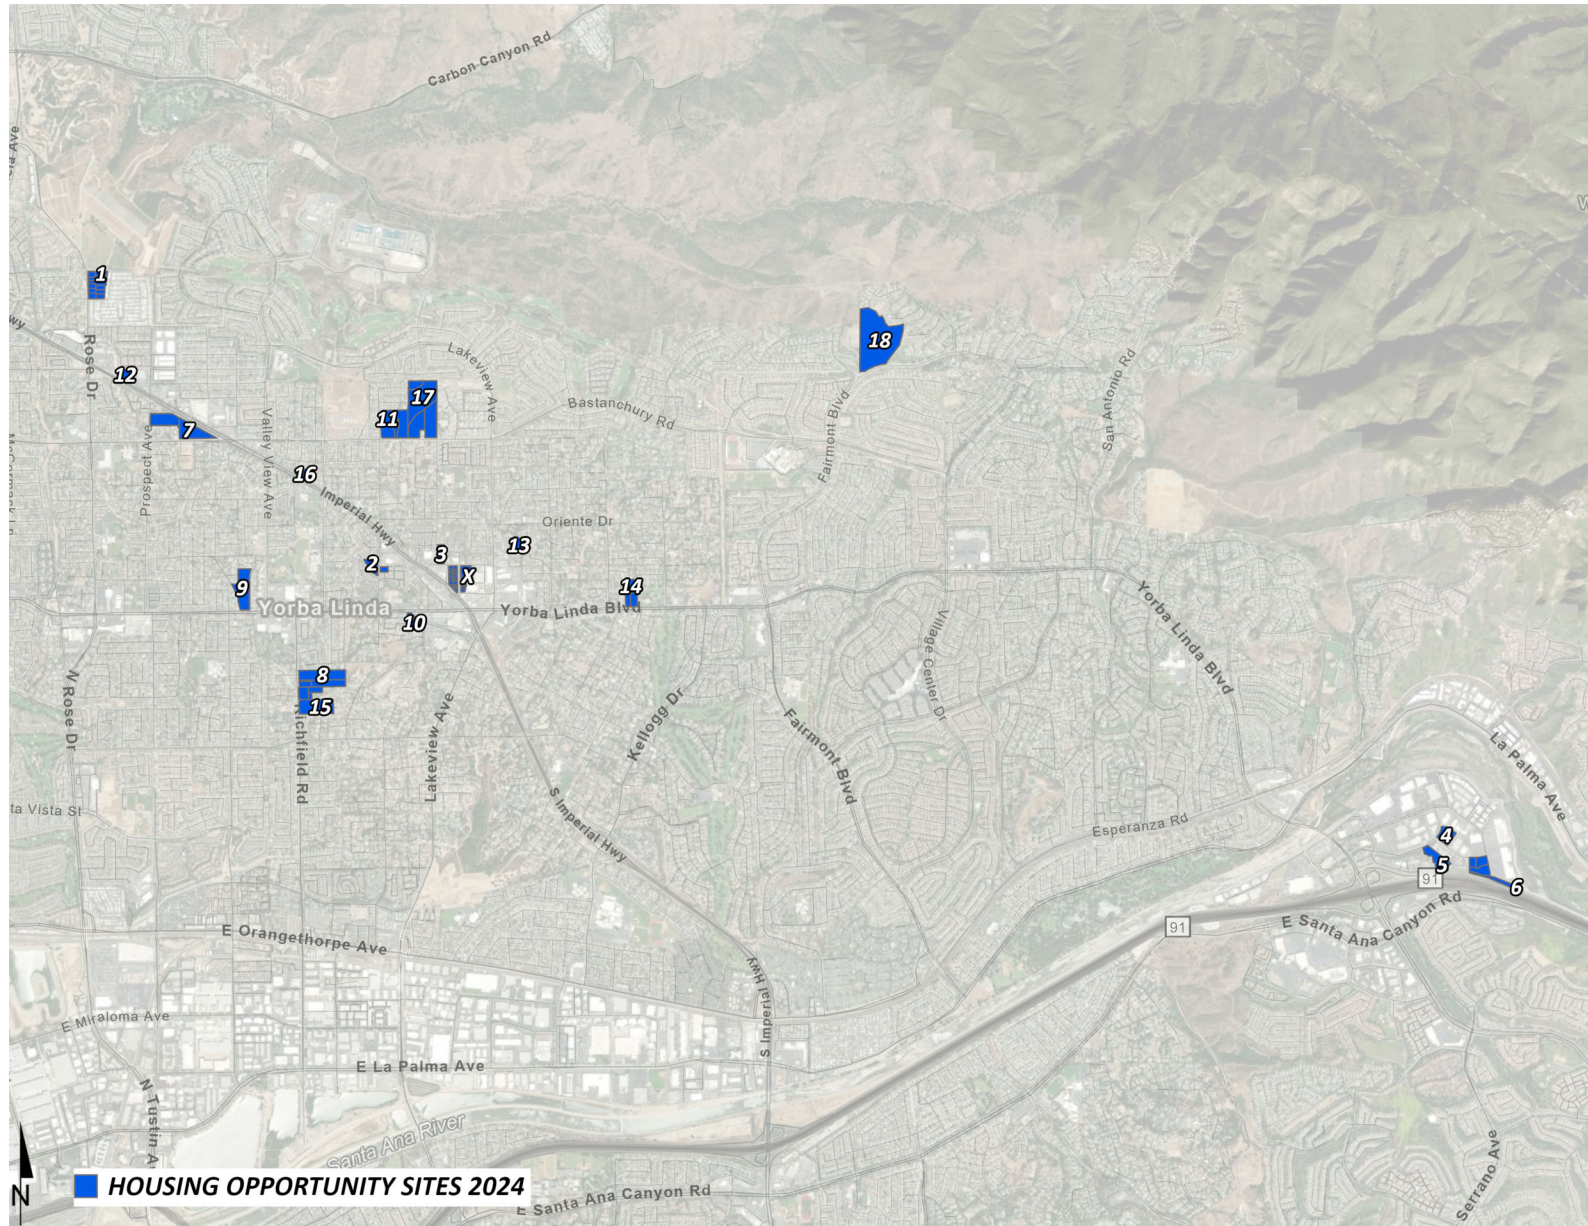 Carbon Canyon Rd
1
Rose Dr
18
12
Lakeview Ave
San Antonio Rd
17
Bastanchury Rd
11
Fairmont Blvd
7
Prospect Ave
Valley View Ave
16
Imperial Hwy
Oriente Dr
13
3
2
X
14
9
Yorba Linda
Yorba Linda Blvd
10
Yorba Linda Blvd
Village Center Dr
8
15
N Rose Dr
Richfield Rd
Lakeview Ave
Kellogg Dr
Fairmont Blvd
La Palma Ave
S Imperial Hwy
ta Vista St
Esperanza Rd
4
5
91
6
91
E Santa Ana Canyon Rd
E Orangethorpe Ave
S Imperial Hwy
E Miraloma Ave
E La Palma Ave
N Tustin A
Santa Ana River
Serrano Ave
N
HOUSING OPPORTUNITY SITES 2024
E Santa Ana Canyon Rd